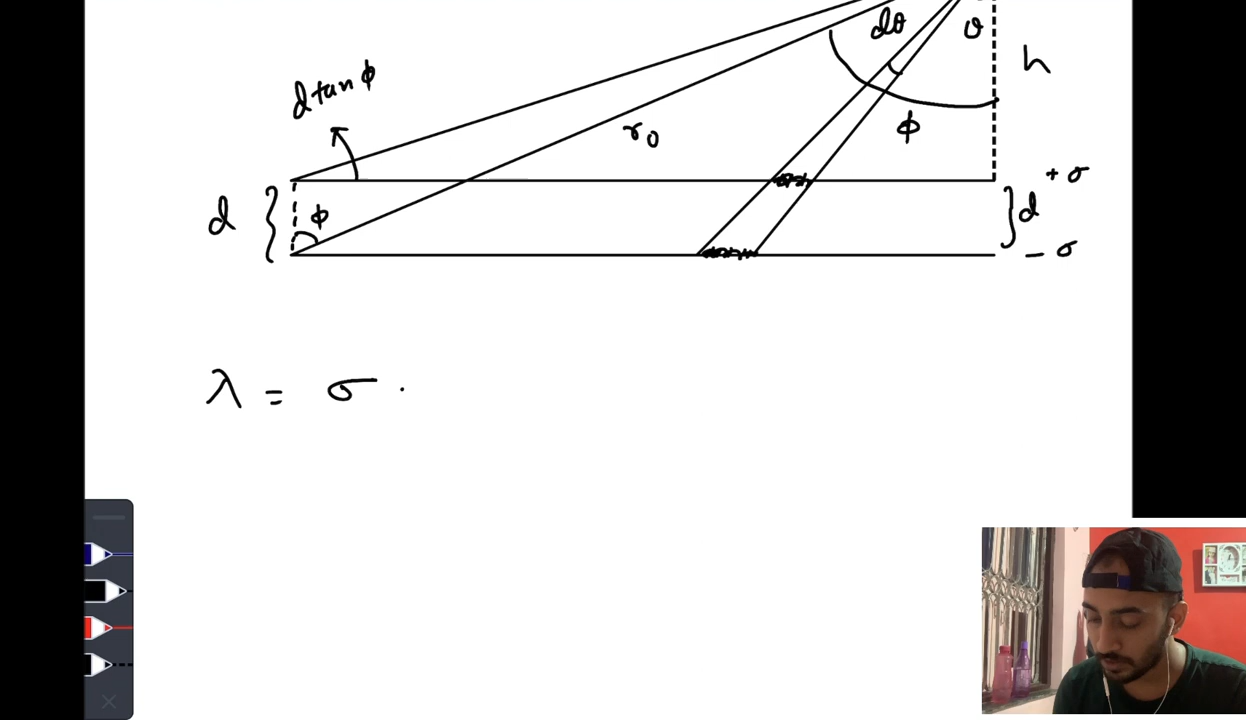 dθ
θ
h
d tan φ
r₀
φ
+ σ
d
φ
d
- σ
λ = σ ·